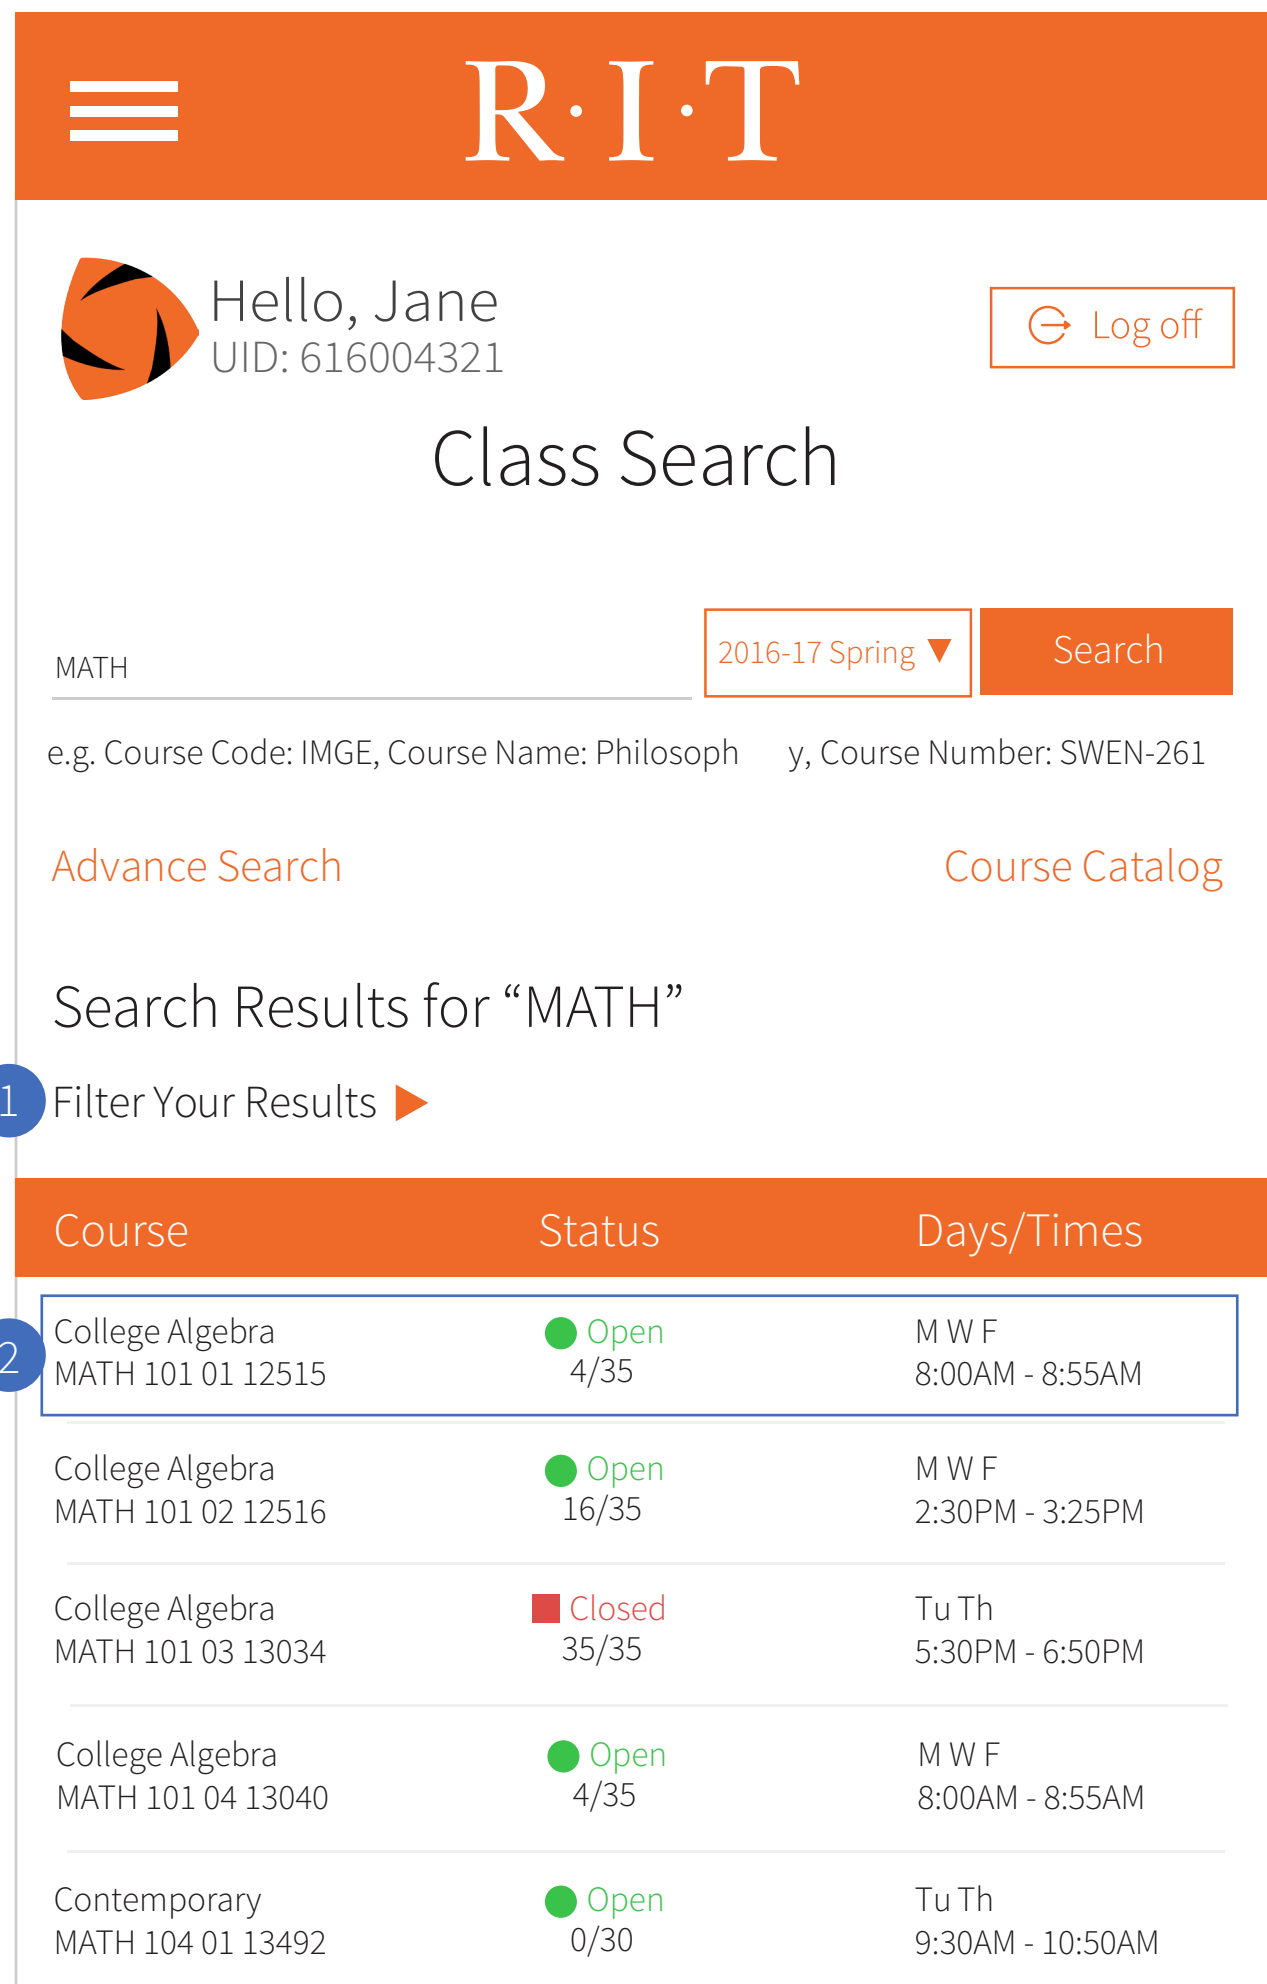 R·I·T
Hello, Jane
UID: 616004321
Log off
Class Search
MATH
2016-17 Spring ▼
Search
e.g. Course Code: IMGE, Course Name: Philosoph y, Course Number: SWEN-261
Advance Search
Course Catalog
Search Results for “MATH”
1
Filter Your Results
Course Status Days/Times
2
College Algebra Open M W F
MATH 101 01 12515 4/35 8:00AM - 8:55AM
College Algebra Open M W F
MATH 101 02 12516 16/35 2:30PM - 3:25PM
College Algebra Closed Tu Th
MATH 101 03 13034 35/35 5:30PM - 6:50PM
College Algebra Open M W F
MATH 101 04 13040 4/35 8:00AM - 8:55AM
Contemporary Open Tu Th
MATH 104 01 13492 0/30 9:30AM - 10:50AM